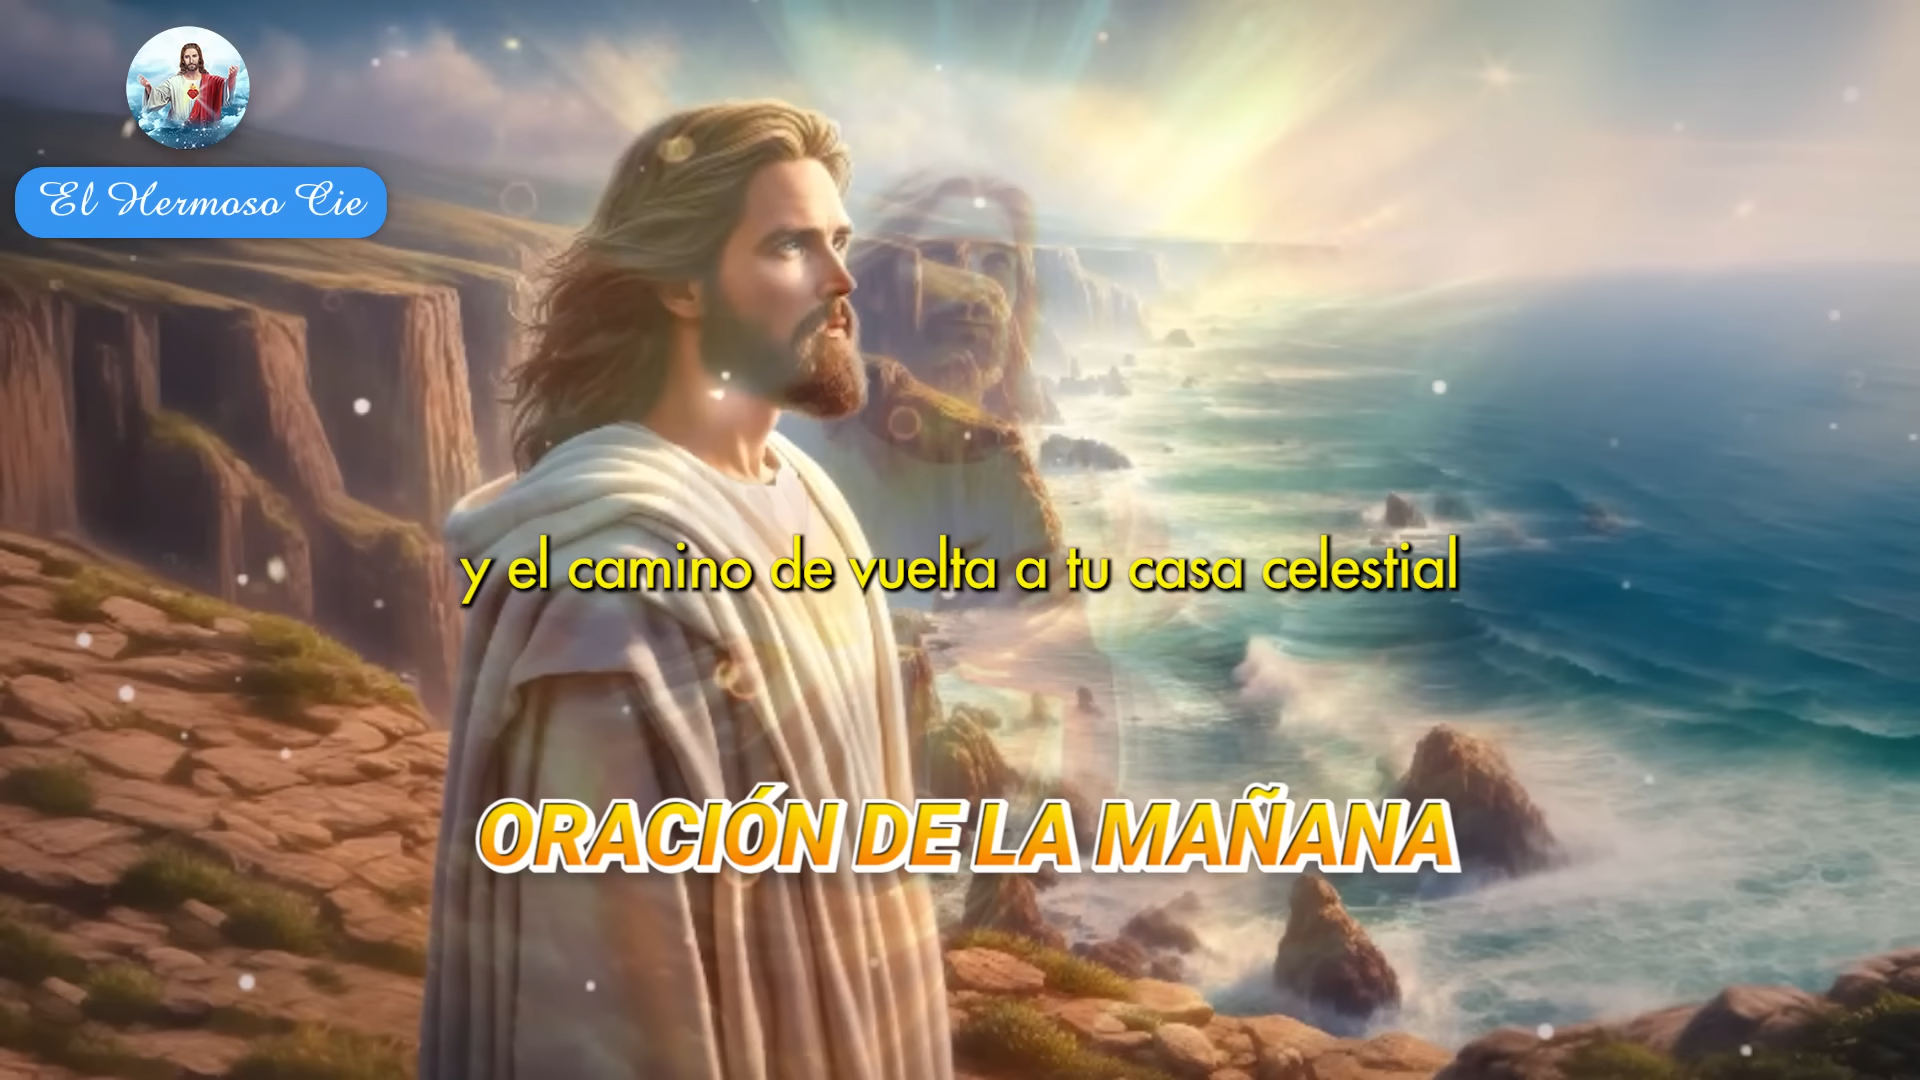 El Hermoso Cie
y el camino de vuelta a tu casa celestial
ORACIÓN DE LA MAÑANA